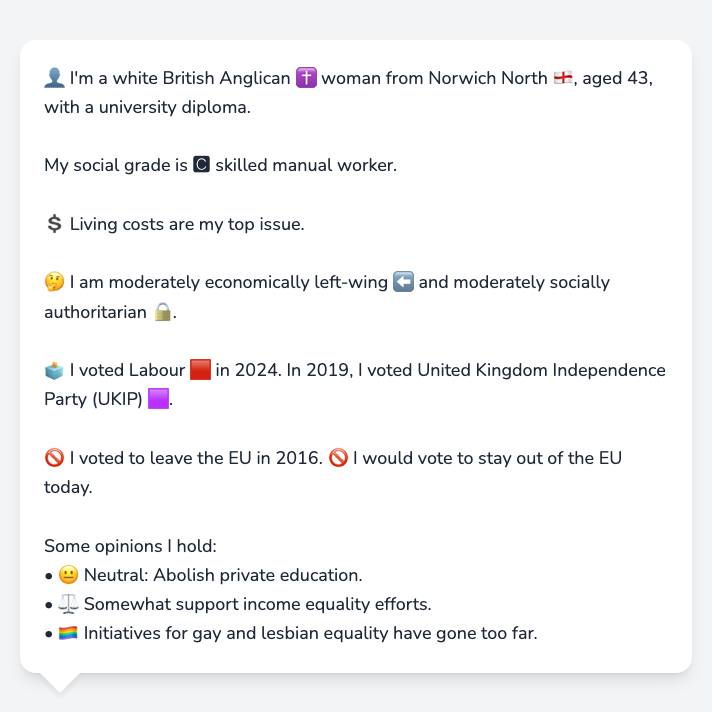 👤 I'm a white British Anglican ✝️ woman from Norwich North 🏴󠁧󠁢󠁥󠁮󠁧󠁿, aged 43,
with a university diploma.
My social grade is 🅲 skilled manual worker.
💲 Living costs are my top issue.
🤔 I am moderately economically left-wing ⬅️ and moderately socially
authoritarian 🔒.
🗳️ I voted Labour 🟥 in 2024. In 2019, I voted United Kingdom Independence
Party (UKIP) 🟪.
🚫 I voted to leave the EU in 2016. 🚫 I would vote to stay out of the EU
today.
Some opinions I hold:
• 😐 Neutral: Abolish private education.
• ⚖️ Somewhat support income equality efforts.
• 🏳️‍🌈 Initiatives for gay and lesbian equality have gone too far.